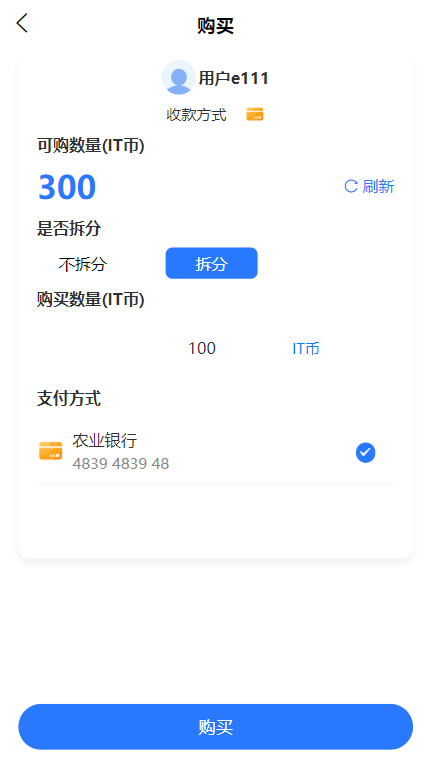 购买
用户e111
收款方式
可购数量(IT币)
300
刷新
是否拆分
不拆分
拆分
购买数量(IT币)
100
IT币
支付方式
农业银行
4839 4839 48
购买